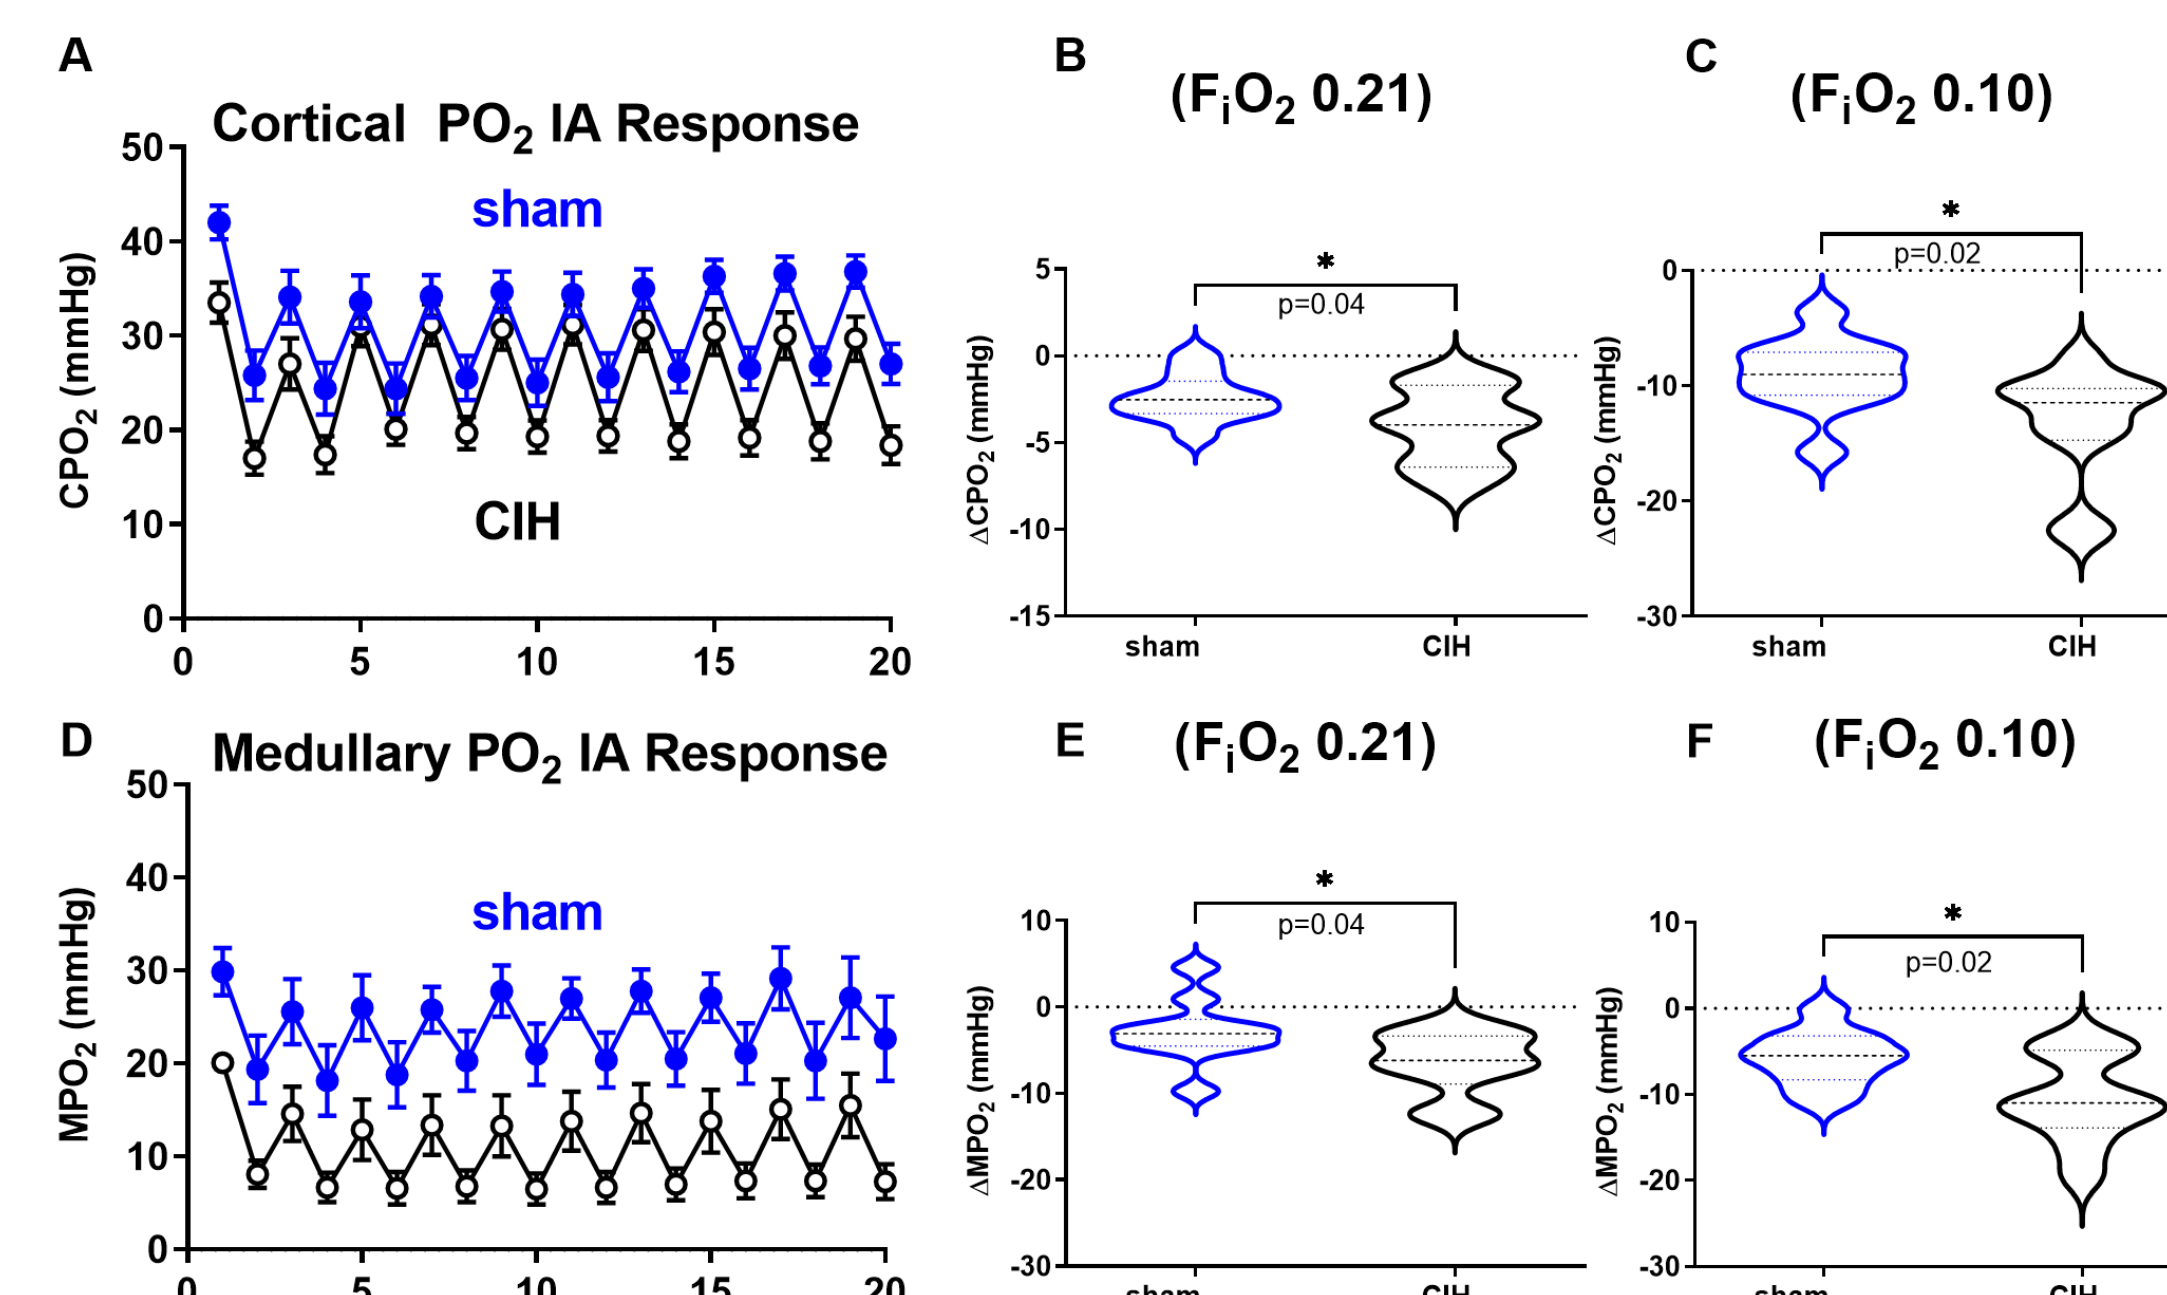 A
Cortical PO2 IA Response
CPO2 (mmHg)
50
40
30
20
10
0
sham
CIH
0 5 10 15 20
B
(FiO2 0.21)
ΔCPO2 (mmHg)
5
0
-5
-10
-15
*
p=0.04
sham CIH
C
(FiO2 0.10)
ΔCPO2 (mmHg)
0
-10
-20
-30
*
p=0.02
sham CIH
D
Medullary PO2 IA Response
MPO2 (mmHg)
50
40
30
20
10
0
sham
0 5 10 15 20
E
(FiO2 0.21)
ΔMPO2 (mmHg)
10
0
-10
-20
-30
*
p=0.04
sham CIH
F
(FiO2 0.10)
ΔMPO2 (mmHg)
10
0
-10
-20
-30
*
p=0.02
sham CIH